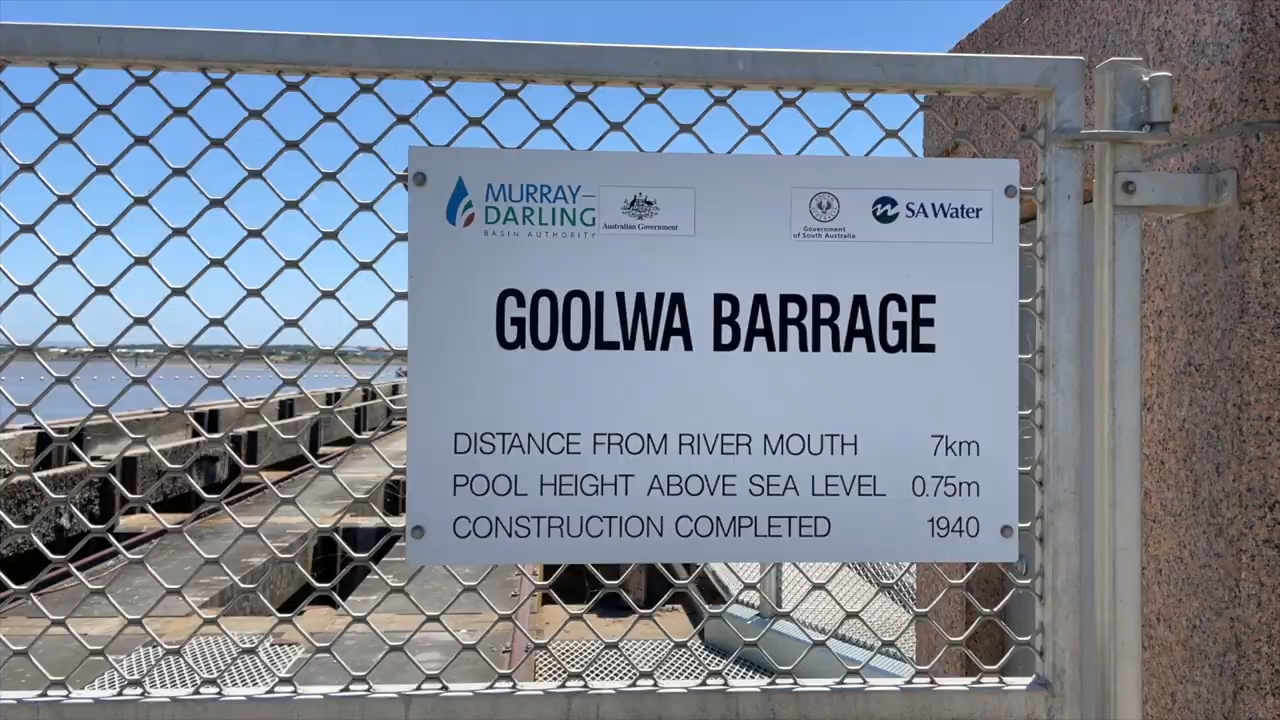 MURRAY–
DARLING
BASIN AUTHORITY
Australian Government
Government
of South Australia
SA Water
GOOLWA BARRAGE
DISTANCE FROM RIVER MOUTH 7km
POOL HEIGHT ABOVE SEA LEVEL 0.75m
CONSTRUCTION COMPLETED 1940